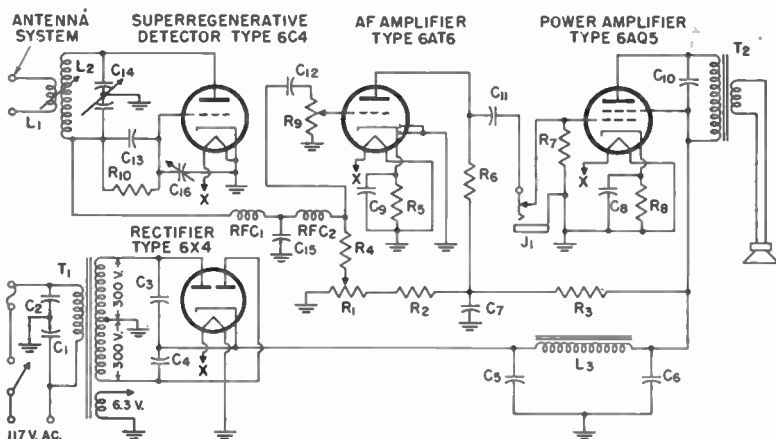 ANTENNA
SYSTEM
SUPERREGENERATIVE
DETECTOR TYPE 6C4
AF AMPLIFIER
TYPE 6AT6
POWER AMPLIFIER
TYPE 6AQ5
L1
L2
C14
C13
R10
C16
X
C12
R9
C9
R5
X
R6
C11
R7
J1
X
C8
R8
C10
T2
RFC1
RFC2
C15
R4
R1
R2
C7
R3
RECTIFIER
TYPE 6X4
T1
C2
C1
300 V.
300 V.
6.3 V.
C3
C4
X
C5
L3
C6
117 V. AC.